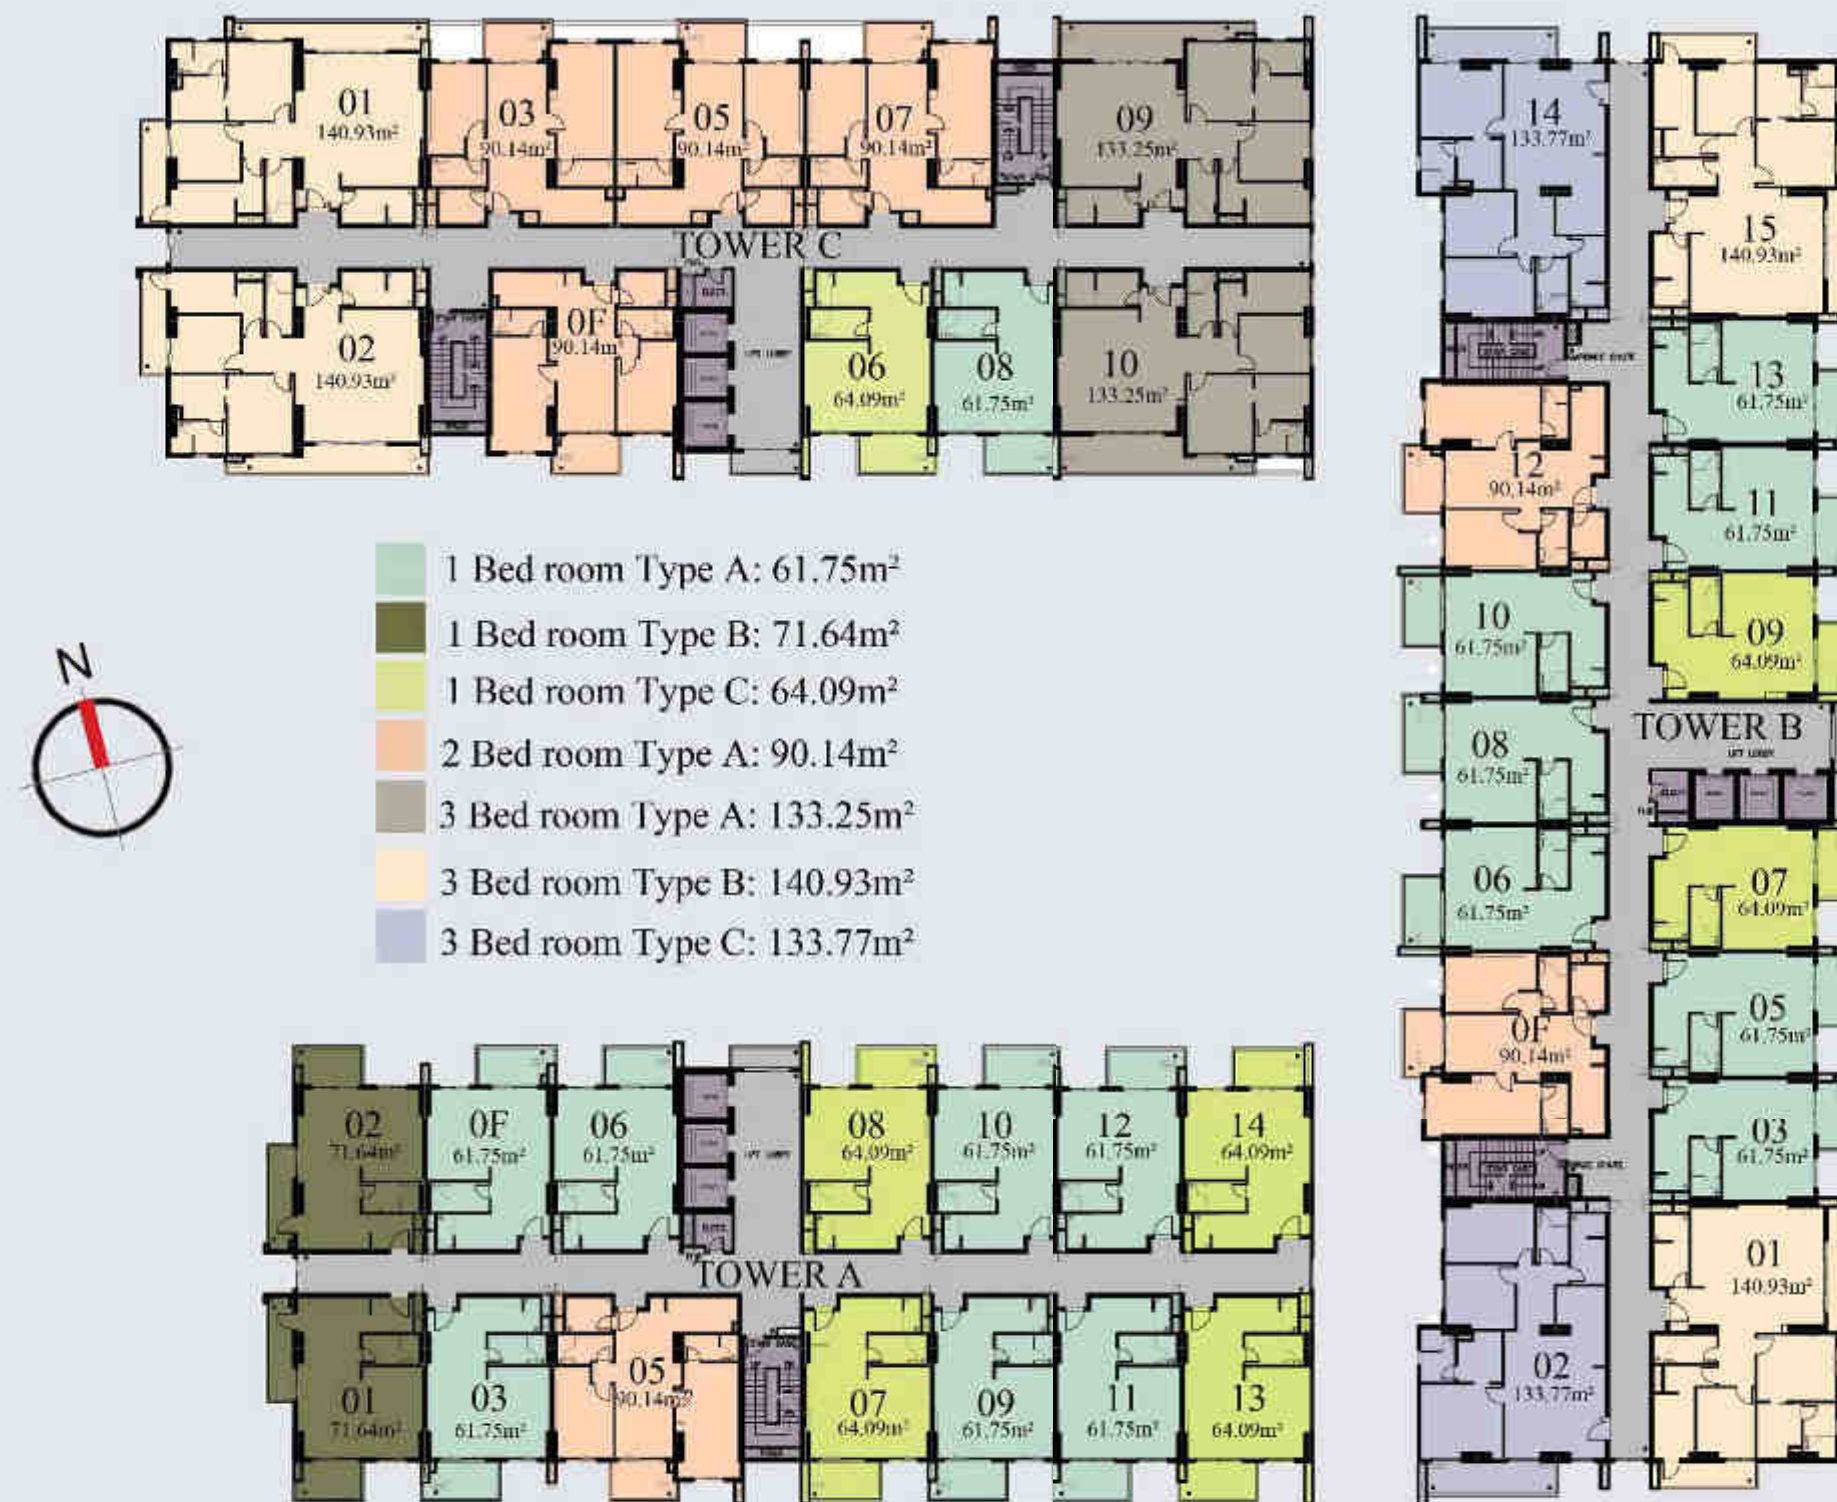 01
140.93m²
03
90.14m²
05
90.14m²
07
90.14m²
09
133.25m²
TOWER C
02
140.93m²
0F
90.14m²
LIFT LOBBY
06
64.09m²
08
61.75m²
10
133.25m²
14
133.77m²
15
140.93m²
13
61.75m²
12
90.14m²
11
61.75m²
10
61.75m²
09
64.09m²
TOWER B
LIFT LOBBY
08
61.75m²
06
61.75m²
07
64.09m²
0F
90.14m²
05
61.75m²
03
61.75m²
02
133.77m²
01
140.93m²
N
1 Bed room Type A: 61.75m²
1 Bed room Type B: 71.64m²
1 Bed room Type C: 64.09m²
2 Bed room Type A: 90.14m²
3 Bed room Type A: 133.25m²
3 Bed room Type B: 140.93m²
3 Bed room Type C: 133.77m²
02
71.64m²
0F
61.75m²
06
61.75m²
LIFT LOBBY
08
64.09m²
10
61.75m²
12
61.75m²
14
64.09m²
TOWER A
01
71.64m²
03
61.75m²
05
90.14m²
07
64.09m²
09
61.75m²
11
61.75m²
13
64.09m²